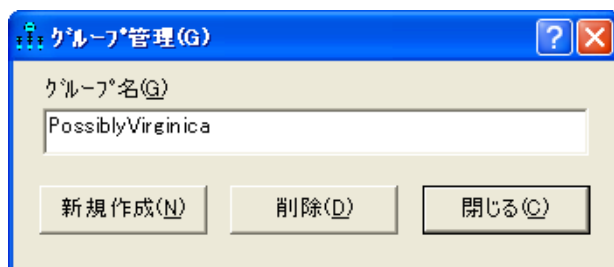 ｸﾞﾙｰﾌﾟ管理(G)
ｸﾞﾙｰﾌﾟ名(G)
PossiblyVirginica
新規作成(N)
削除(D)
閉じる(C)